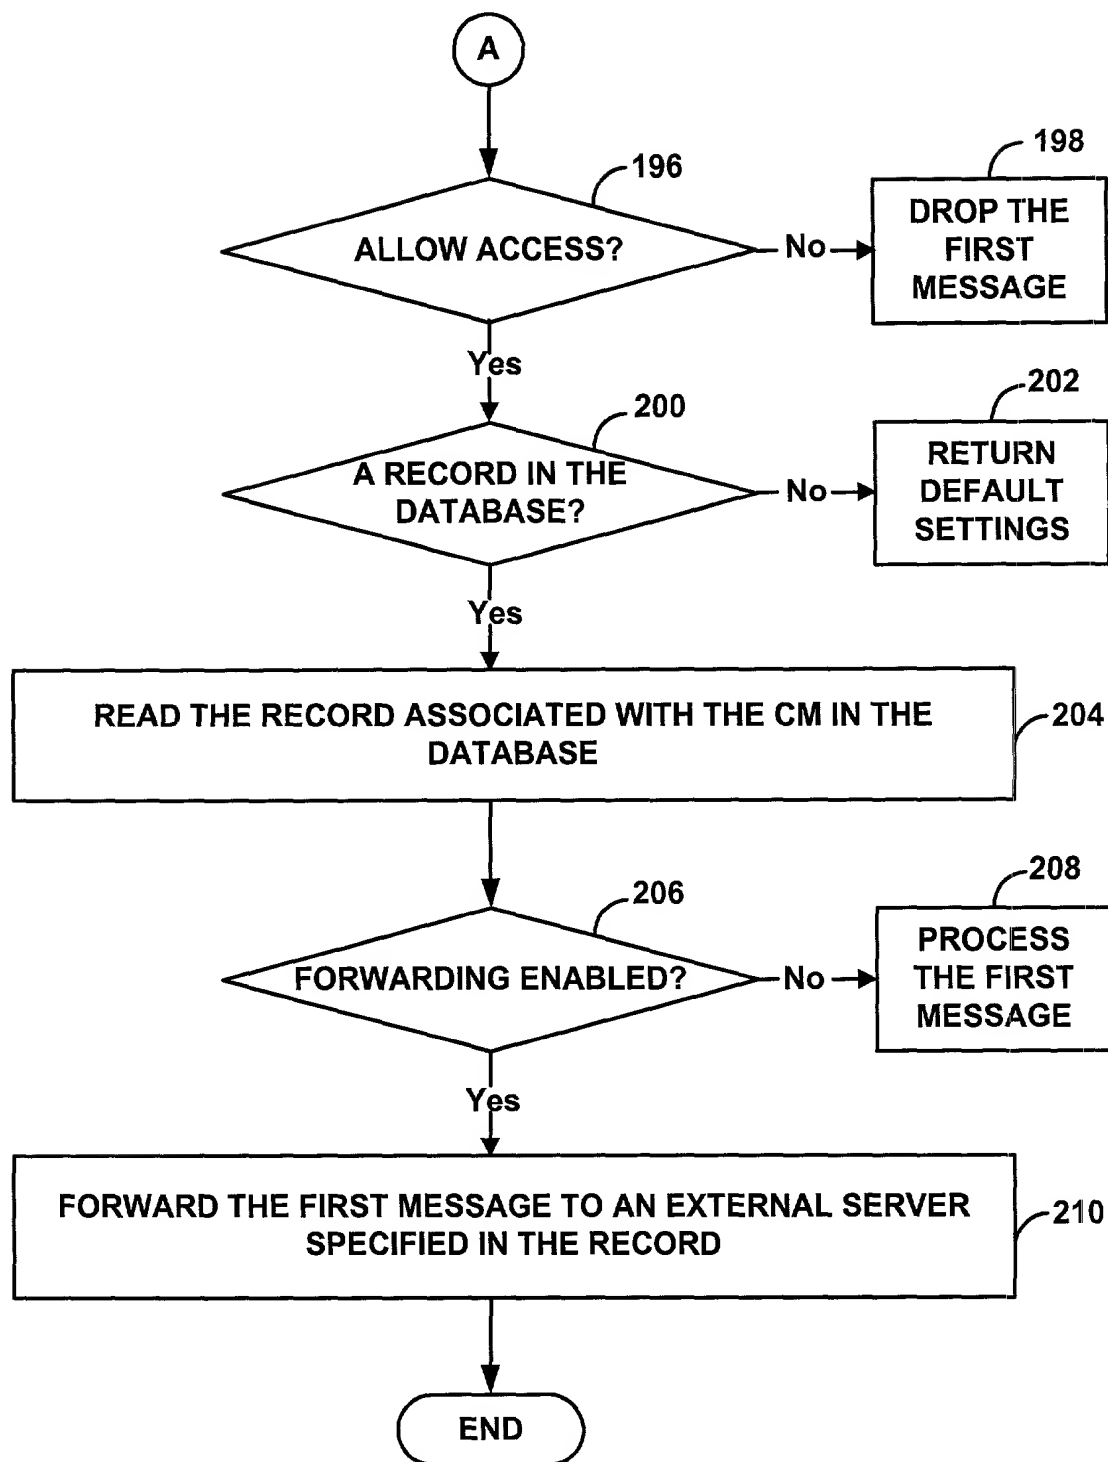 A
196
198
ALLOW ACCESS?
No
DROP THE
FIRST
MESSAGE
Yes
200
202
A RECORD IN THE
DATABASE?
No
RETURN
DEFAULT
SETTINGS
Yes
READ THE RECORD ASSOCIATED WITH THE CM IN THE
DATABASE
204
206
208
FORWARDING ENABLED?
No
PROCESS
THE FIRST
MESSAGE
Yes
FORWARD THE FIRST MESSAGE TO AN EXTERNAL SERVER
SPECIFIED IN THE RECORD
210
END